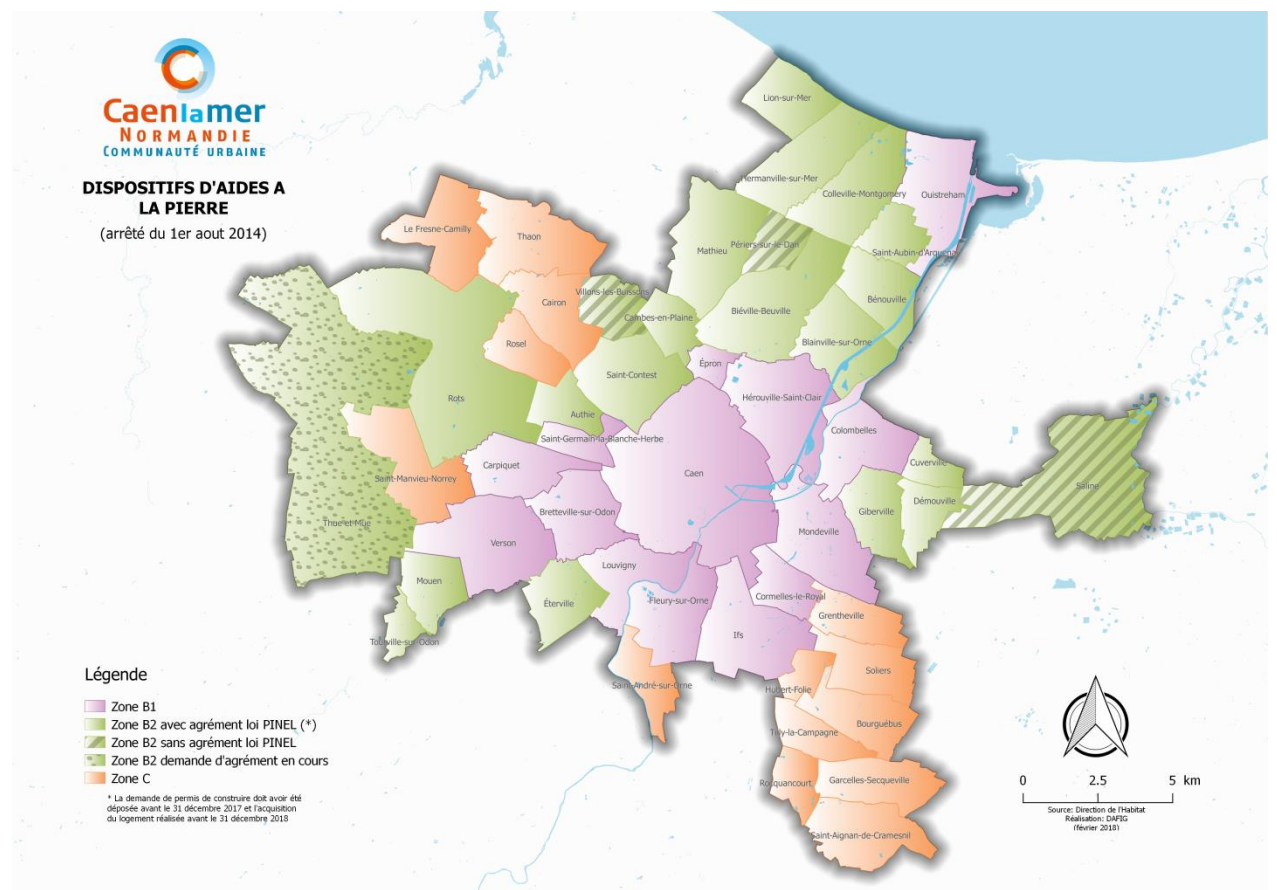 Caenlamer
NORMANDIE
COMMUNAUTÉ URBAINE
DISPOSITIFS D'AIDES A
LA PIERRE
(arrêté du 1er aout 2014)
Lion-sur-Mer
Hermanville-sur-Mer
Colleville-Montgomery
Ouistreham
Le Fresne-Camilly
Thaon
Mathieu
Périers-sur-le-Dan
Saint-Aubin-d'Arquenay
Villons-les-Buissons
Cairon
Bénouville
Cambes-en-Plaine
Biéville-Beuville
Rosel
Blainville-sur-Orne
Épron
Saint-Contest
Rots
Hérouville-Saint-Clair
Authie
Colombelles
Saint-Germain-la-Blanche-Herbe
Carpiquet
Caen
Cuverville
Saint-Manvieu-Norrey
Saline
Démouville
Giberville
Bretteville-sur-Odon
Thue-et-Mue
Mondeville
Verson
Louvigny
Mouen
Cormelles-le-Royal
Éterville
Fleury-sur-Orne
Grentheville
Ifs
Tourville-sur-Odon
Soliers
Saint-André-sur-Orne
Hubert-Folie
Bourguébus
Tilly-la-Campagne
Rocquancourt
Garcelles-Secqueville
Saint-Aignan-de-Cramesnil
Légende
Zone B1
Zone B2 avec agrément loi PINEL (*)
Zone B2 sans agrément loi PINEL
Zone B2 demande d'agrément en cours
Zone C
* La demande de permis de construire doit avoir été
déposée avant le 31 décembre 2017 et l'acquisition
du logement réalisée avant le 31 décembre 2018
0 2.5 5 km
Source: Direction de l'Habitat
Réalisation: DAFIG
(février 2018)